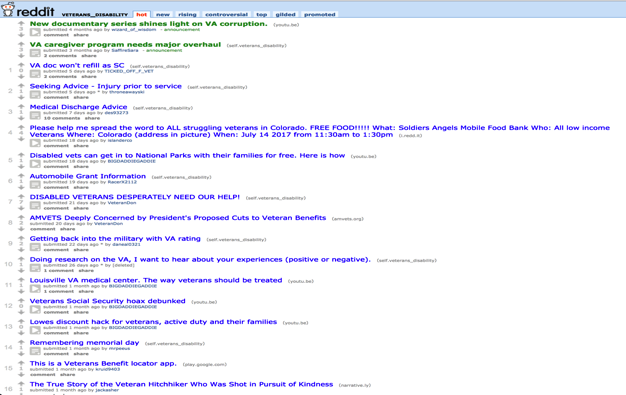 reddit VETERANS_DISABILITY hot new rising controversial top gilded promoted
New documentary series shines light on VA corruption. (youtu.be)
submitted 4 months ago by wizard_of_wisdom - announcement
comment share
VA caregiver program needs major overhaul (self.veterans_disability)
submitted 3 months ago by SaffireSara - announcement
2 comments share
1 VA doc won't refill as SC (self.veterans_disability)
submitted 5 days ago by TICKED_OFF_F_VET
2 comments share
2 Seeking Advice - Injury prior to service (self.veterans_disability)
submitted 5 days ago * by throneawauski
comment share
3 Medical Discharge Advice (self.veterans_disability)
submitted 7 days ago by des93273
10 comments share
4 Please help me spread the word to ALL struggling veterans in Colorado. FREE FOOD!!!!! What: Soldiers Angels Mobile Food Bank Who: All low income
Veterans Where: Colorado (address in picture) When: July 14 2017 from 11:30am to 1:30pm (i.redd.it)
submitted 18 days ago by islanderco
comment share
5 Disabled vets can get in to National Parks with their families for free. Here is how (youtu.be)
submitted 18 days ago by BIGDADDIEGADDIE
comment share
6 Automobile Grant Information (self.veterans_disability)
submitted 19 days ago by RacerX2112
comment share
7 DISABLED VETERANS DESPERATELY NEED OUR HELP! (self.veterans_disability)
submitted 21 days ago by VeteranDon
comment share
8 AMVETS Deeply Concerned by President's Proposed Cuts to Veteran Benefits (amvets.org)
submitted 20 days ago by VeteranDon
comment share
9 Getting back into the military with VA rating (self.veterans_disability)
submitted 22 days ago * by daneal0321
comment share
10 Doing research on the VA, I want to hear about your experiences (positive or negative). (self.veterans_disability)
submitted 26 days ago * by [deleted]
1 comment share
11 Louisville VA medical center. The way veterans should be treated (youtu.be)
submitted 1 month ago by BIGDADDIEGADDIE
1 comment share
12 Veterans Social Security hoax debunked (youtu.be)
submitted 1 month ago by BIGDADDIEGADDIE
comment share
13 Lowes discount hack for veterans, active duty and their families (youtu.be)
submitted 1 month ago by BIGDADDIEGADDIE
comment share
14 Remembering memorial day (self.veterans_disability)
submitted 1 month ago by
comment share
15 This is a Veterans Benefit locator app. (play.google.com)
submitted 1 month ago by kruid9403
comment share
16 The True Story of the Veteran Hitchhiker Who Was Shot in Pursuit of Kindness (narrative.ly)
submitted 1 month ago by jackasher